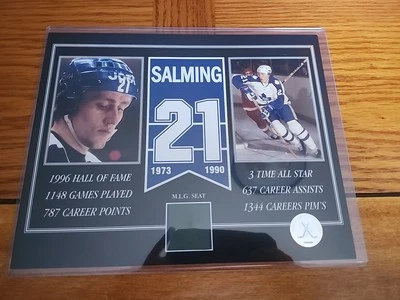 SALMING
21
21
1973 1990
1996 HALL OF FAME
1148 GAMES PLAYED
787 CAREER POINTS
M.L.G SEAT
3 TIME ALL STAR
637 CAREER ASSISTS
1344 CAREERS PIM'S